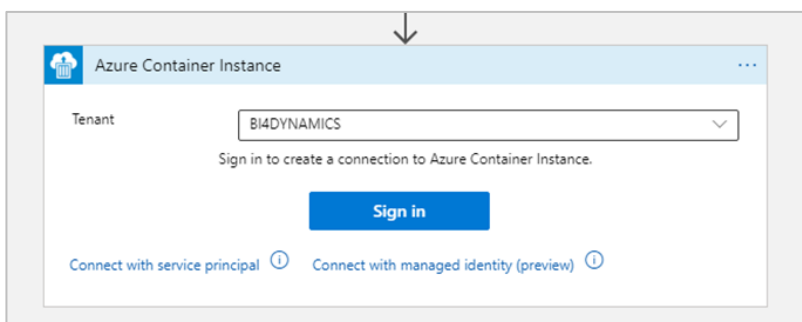 Azure Container Instance
Tenant
BI4DYNAMICS
Sign in to create a connection to Azure Container Instance.
Sign in
Connect with service principal Connect with managed identity (preview)